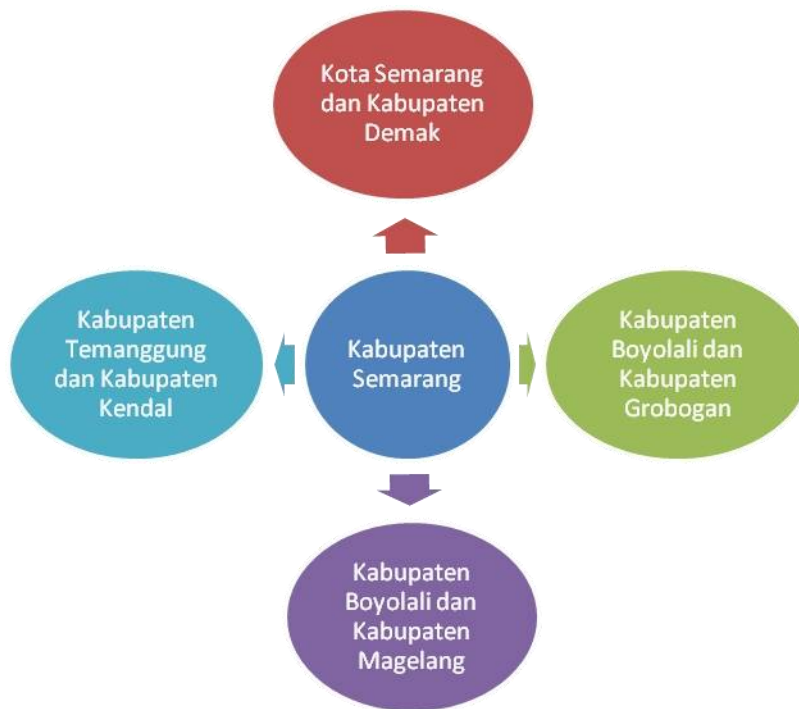 Kota Semarang
dan Kabupaten
Demak
Kabupaten
Temanggung
dan Kabupaten
Kendal
Kabupaten
Semarang
Kabupaten
Boyolali dan
Kabupaten
Grobogan
Kabupaten
Boyolali dan
Kabupaten
Magelang